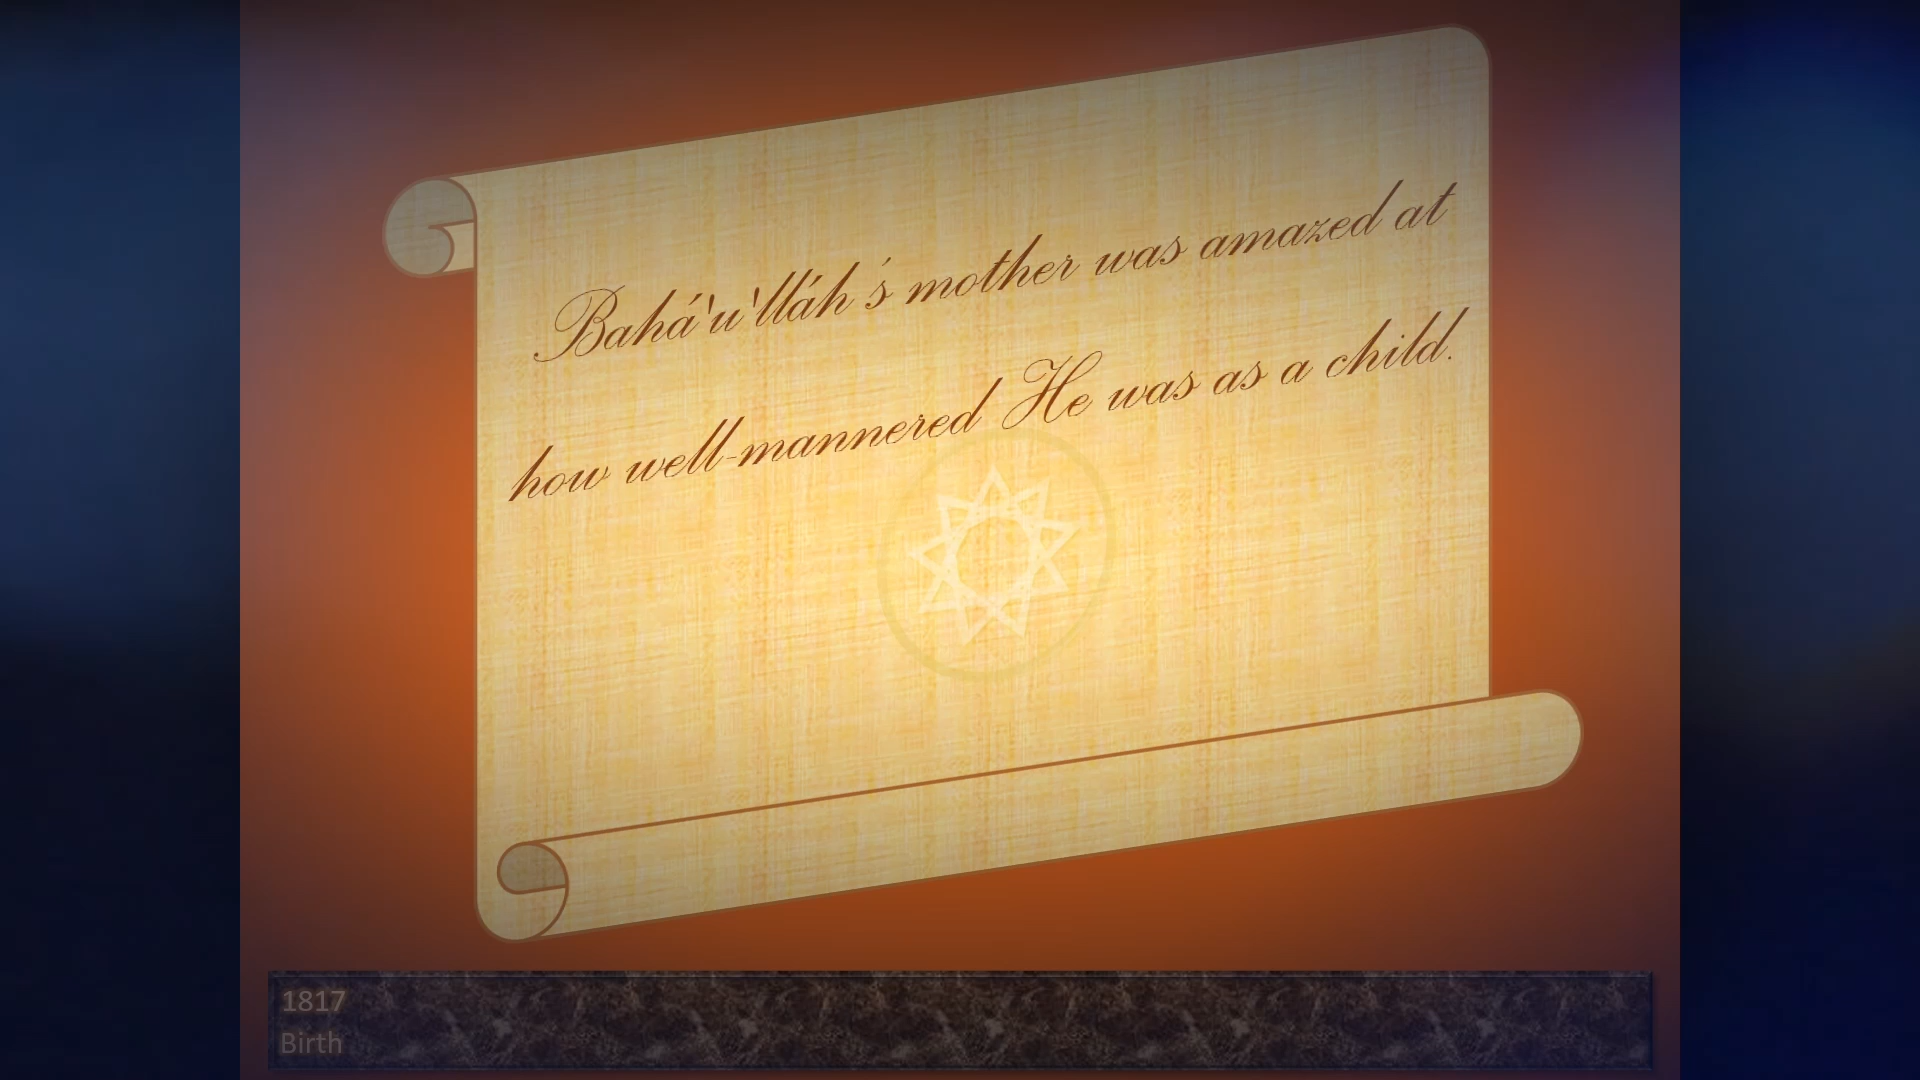 Bahá'u'lláh's mother was amazed at
how well-mannered He was as a child.
1817
Birth